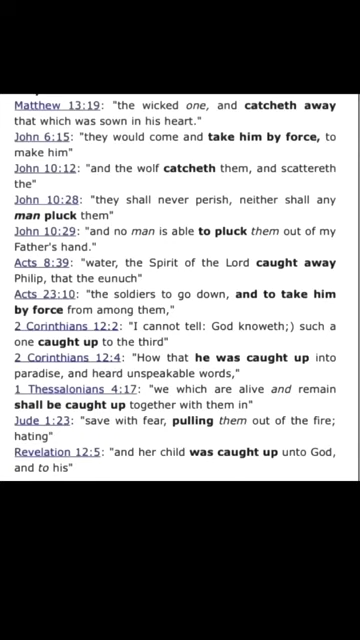 Matthew 13:19: "the wicked one, and catcheth away
that which was sown in his heart."
John 6:15: "they would come and take him by force, to
make him"
John 10:12: "and the wolf catcheth them, and scattereth
the"
John 10:28: "they shall never perish, neither shall any
man pluck them"
John 10:29: "and no man is able to pluck them out of my
Father's hand."
Acts 8:39: "water, the Spirit of the Lord caught away
Philip, that the eunuch"
Acts 23:10: "the soldiers to go down, and to take him
by force from among them,"
2 Corinthians 12:2: "I cannot tell: God knoweth;) such a
one caught up to the third"
2 Corinthians 12:4: "How that he was caught up into
paradise, and heard unspeakable words,"
1 Thessalonians 4:17: "we which are alive and remain
shall be caught up together with them in"
Jude 1:23: "save with fear, pulling them out of the fire;
hating"
Revelation 12:5: "and her child was caught up unto God,
and to his"